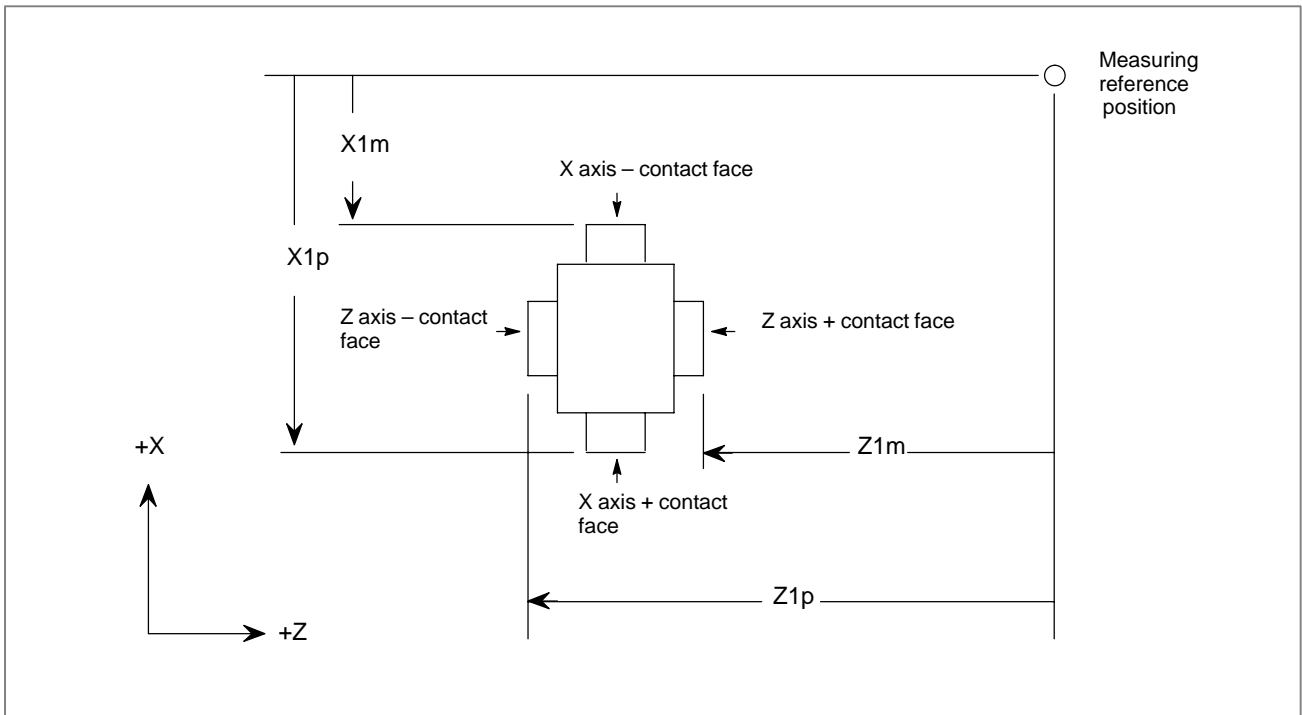 Measuring
reference
position
X1m
X axis – contact face
X1p
Z axis – contact
face
Z axis + contact face
+X
Z1m
X axis + contact
face
Z1p
+Z